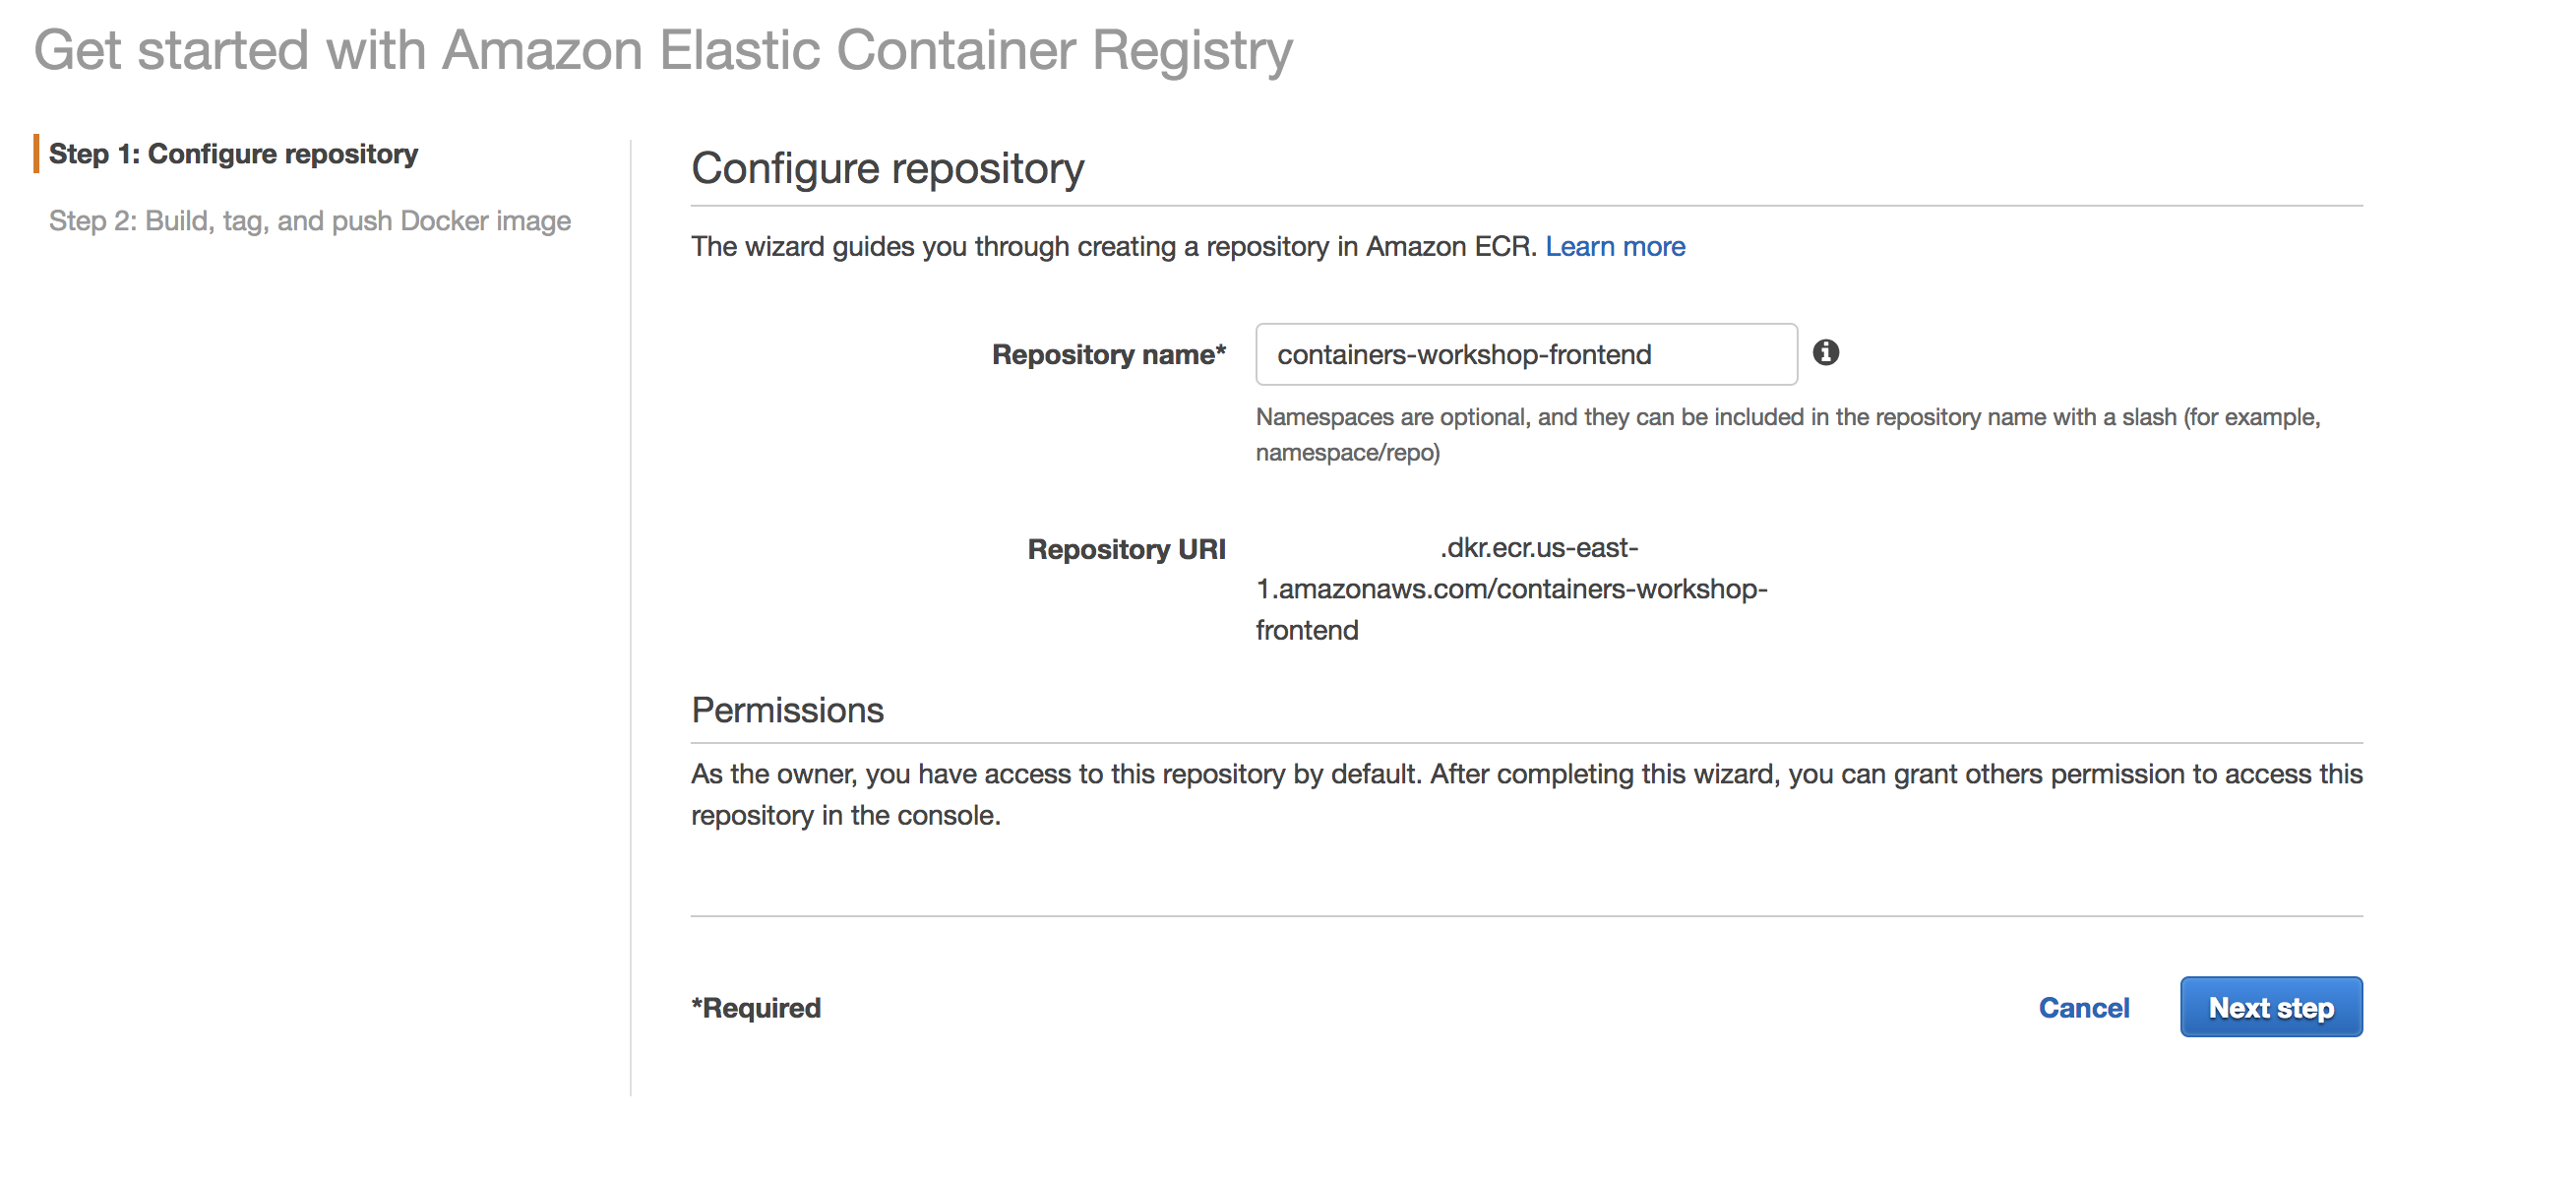 Get started with Amazon Elastic Container Registry
Step 1: Configure repository
Step 2: Build, tag, and push Docker image
Configure repository
The wizard guides you through creating a repository in Amazon ECR. Learn more
Repository name*
containers-workshop-frontend
Namespaces are optional, and they can be included in the repository name with a slash (for example,
namespace/repo)
Repository URI
.dkr.ecr.us-east-
1.amazonaws.com/containers-workshop-
frontend
Permissions
As the owner, you have access to this repository by default. After completing this wizard, you can grant others permission to access this
repository in the console.
*Required
Cancel
Next step